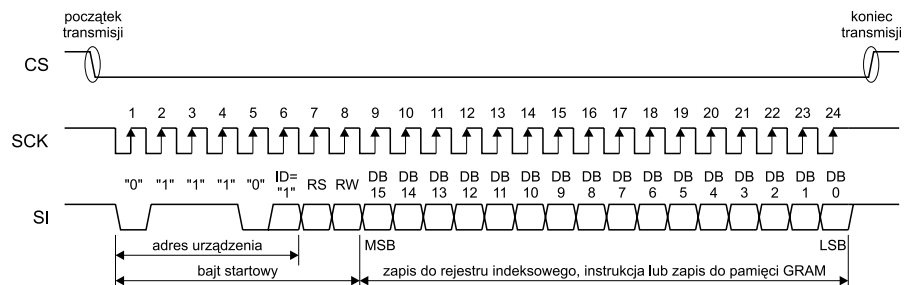 początek transmisji
koniec transmisji
CS
1 2 3 4 5 6 7 8 9 10 11 12 13 14 15 16 17 18 19 20 21 22 23 24
SCK
"0" "1" "1" "1" "0" ID= "1" RS RW DB 15 DB 14 DB 13 DB 12 DB 11 DB 10 DB 9 DB 8 DB 7 DB 6 DB 5 DB 4 DB 3 DB 2 DB 1 DB 0
SI
adres urządzenia MSB LSB
bajt startowy zapis do rejestru indeksowego, instrukcja lub zapis do pamięci GRAM